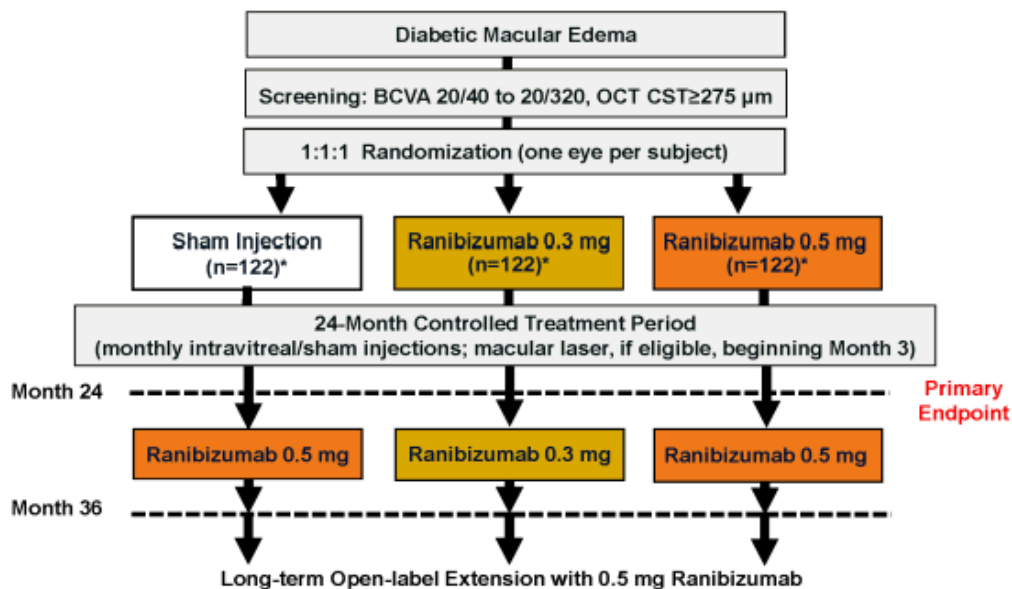 Diabetic Macular Edema
Screening: BCVA 20/40 to 20/320, OCT CST≥275 µm
1:1:1 Randomization (one eye per subject)
Sham Injection
(n=122)*
Ranibizumab 0.3 mg
(n=122)*
Ranibizumab 0.5 mg
(n=122)*
24-Month Controlled Treatment Period
(monthly intravitreal/sham injections; macular laser, if eligible, beginning Month 3)
Month 24
Primary
Endpoint
Ranibizumab 0.5 mg
Ranibizumab 0.3 mg
Ranibizumab 0.5 mg
Month 36
Long-term Open-label Extension with 0.5 mg Ranibizumab